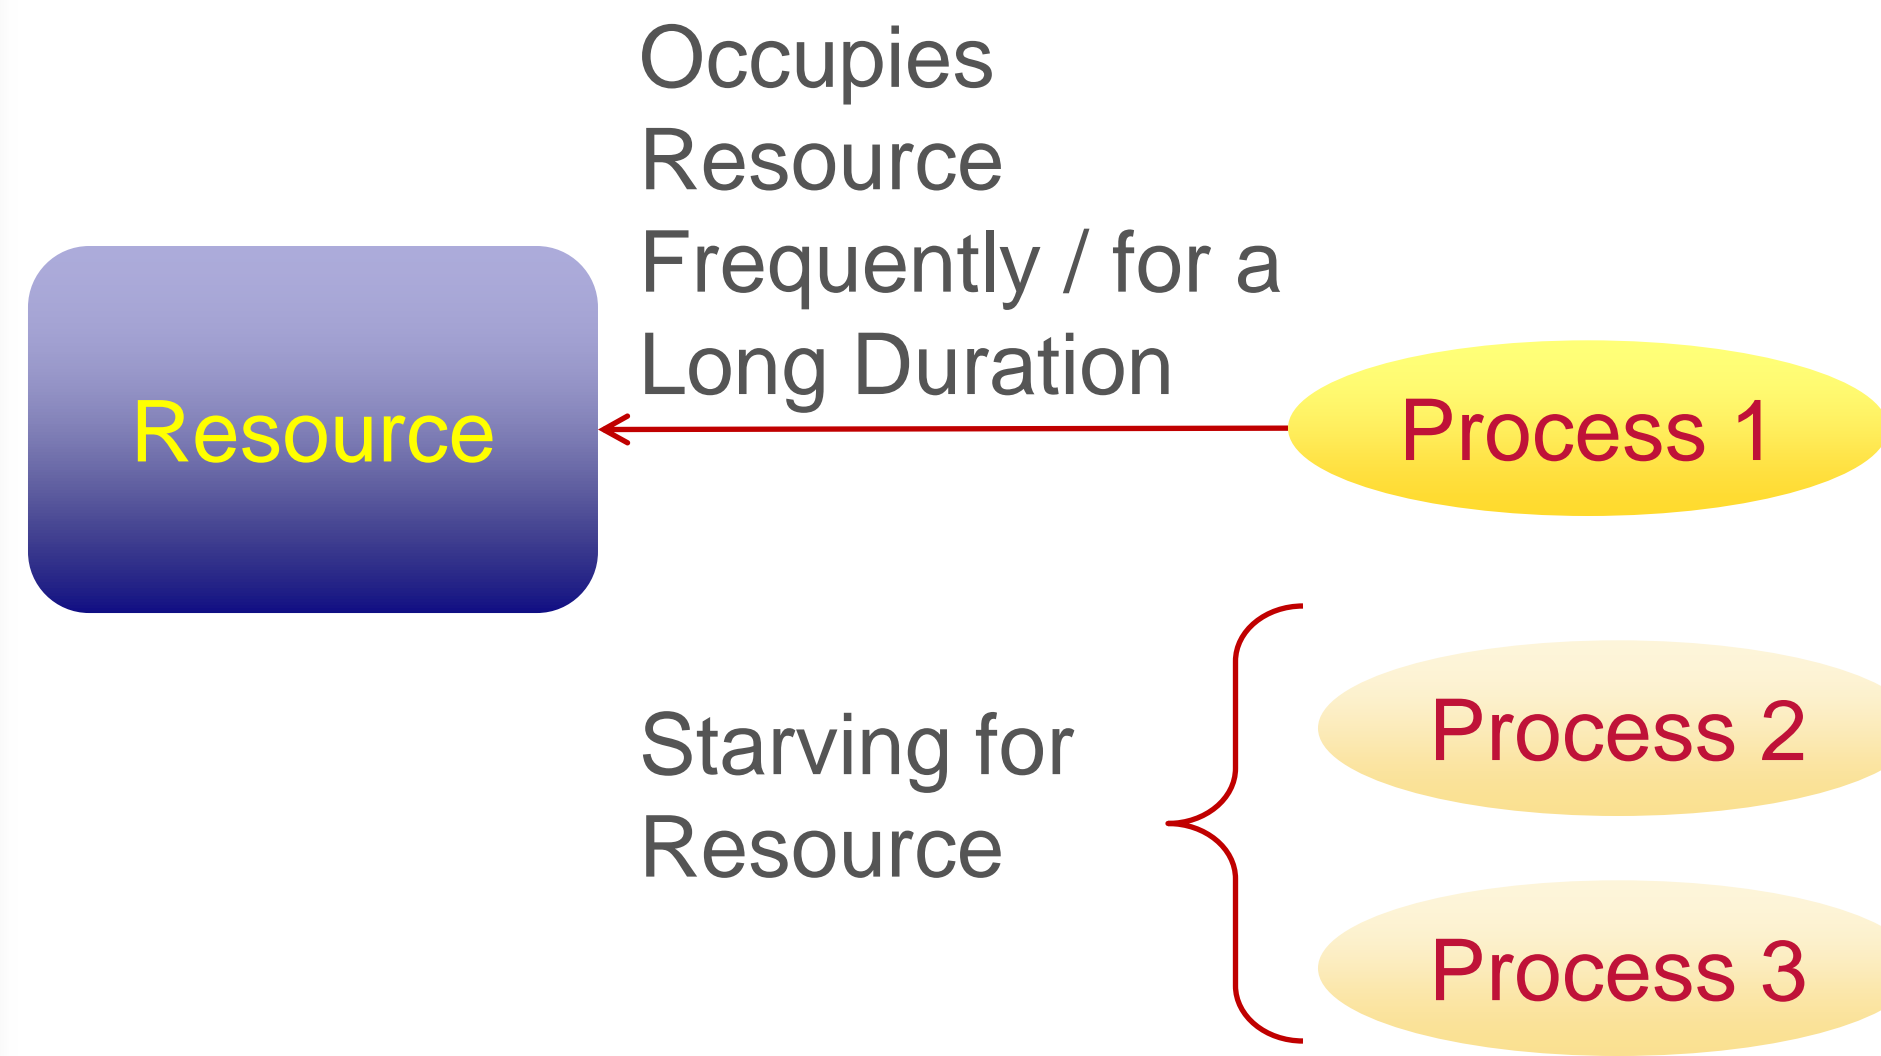 Occupies
Resource
Frequently / for a
Long Duration
Resource
Process 1
Starving for
Resource
Process 2
Process 3